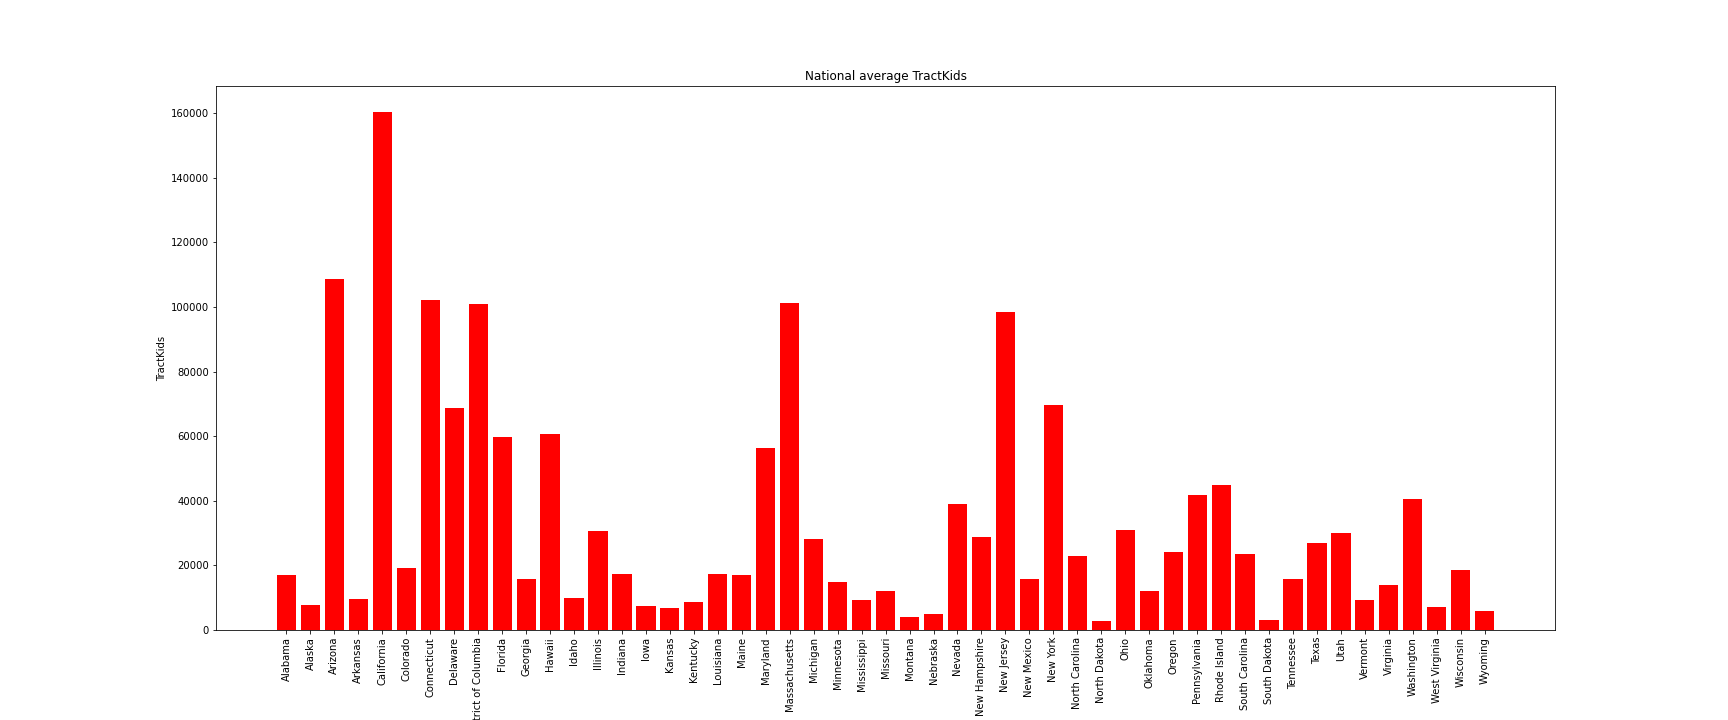 National average TractKids
TractKids
160000
140000
120000
100000
80000
60000
40000
20000
0
Alabama
Alaska
Arizona
Arkansas
California
Colorado
Connecticut
Delaware
trict of Columbia
Florida
Georgia
Hawaii
Idaho
Illinois
Indiana
Iowa
Kansas
Kentucky
Louisiana
Maine
Maryland
Massachusetts
Michigan
Minnesota
Mississippi
Missouri
Montana
Nebraska
Nevada
New Hampshire
New Jersey
New Mexico
New York
North Carolina
North Dakota
Ohio
Oklahoma
Oregon
Pennsylvania
Rhode Island
South Carolina
South Dakota
Tennessee
Texas
Utah
Vermont
Virginia
Washington
West Virginia
Wisconsin
Wyoming